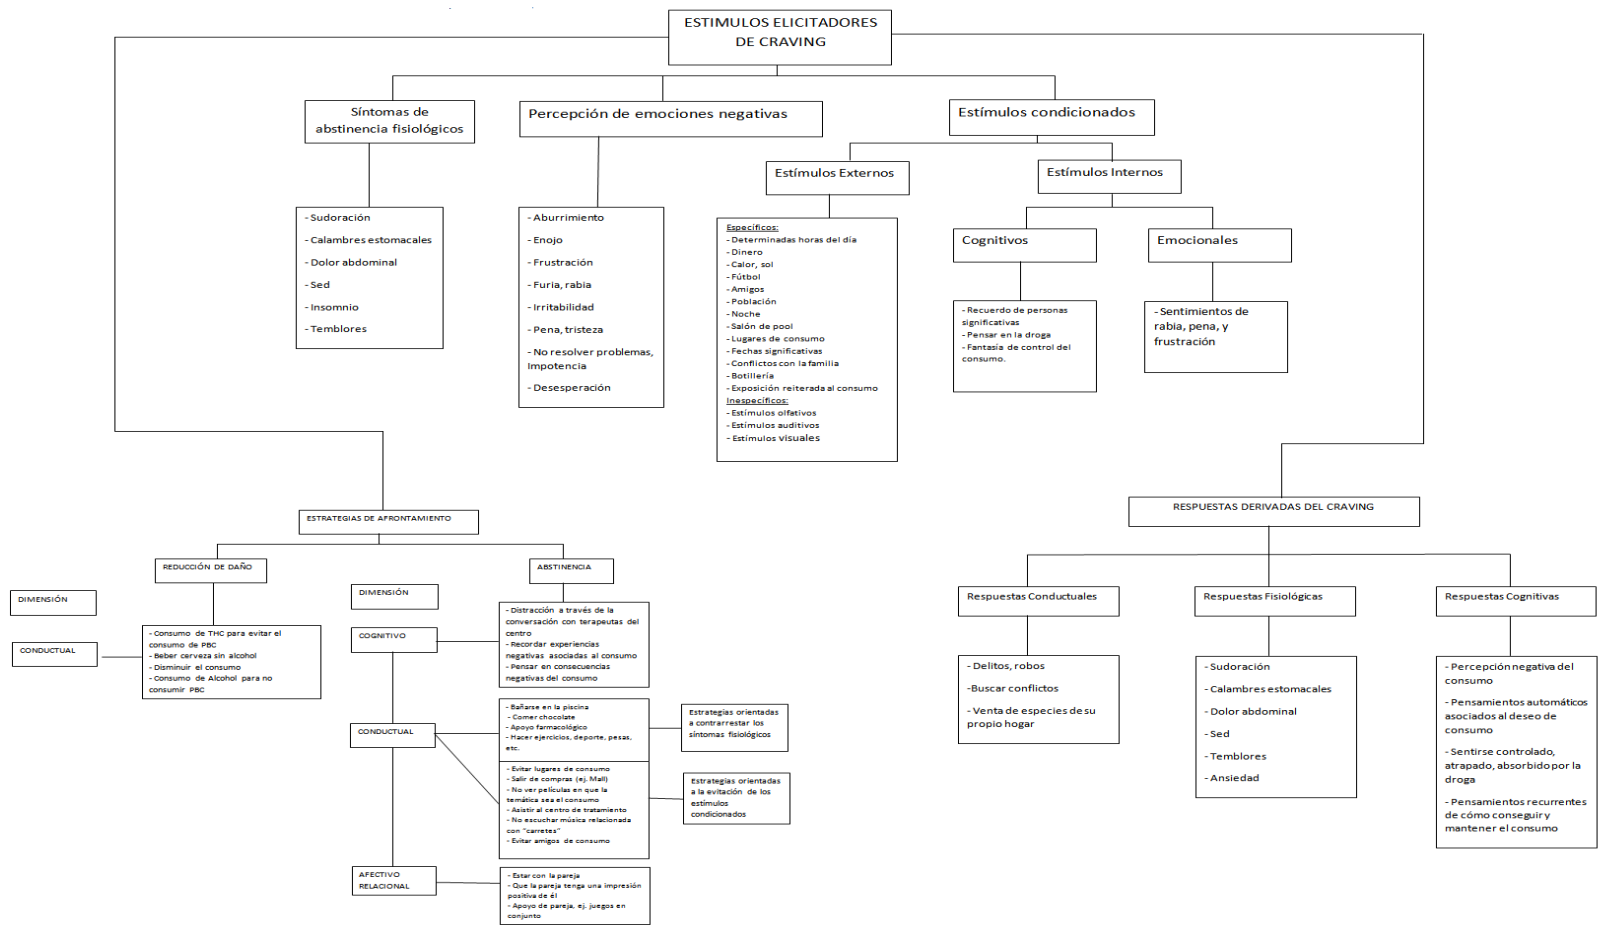 ESTIMULOS ELICITADORES
DE CRAVING
Síntomas de
abstinencia fisiológicos
Percepción de emociones negativas
Estímulos condicionados
Estímulos Externos
Estímulos Internos
- Sudoración
- Calambres estomacales
- Dolor abdominal
- Sed
- Insomnio
- Temblores
- Aburrimiento
- Enojo
- Frustración
- Furia, rabia
- Irritabilidad
- Pena, tristeza
- No resolver problemas,
Impotencia
- Desesperación
Específicos:
- Determinadas horas del día
- Dinero
- Calor, sol
- Fútbol
- Amigos
- Población
- Noche
- Salón de pool
- Lugares de consumo
- Fechas significativas
- Conflictos con la familia
- Botillería
- Exposición reiterada al consumo
Inespecíficos:
- Estímulos olfativos
- Estímulos auditivos
- Estímulos visuales
Cognitivos
Emocionales
- Recuerdo de personas
significativas
- Pensar en la droga
- Fantasía de control del
consumo.
- Sentimientos de
rabia, pena, y
frustración
ESTRATEGIAS DE AFRONTAMIENTO
REDUCCIÓN DE DAÑO
ABSTINENCIA
DIMENSIÓN
CONDUCTUAL
- Consumo de THC para evitar el
consumo de PBC
- Beber cerveza sin alcohol
- Disminuir el consumo
- Consumo de Alcohol para no
consumir PBC
DIMENSIÓN
COGNITIVO
- Distracción a través de la
conversación con terapeutas del
centro
- Recordar experiencias
negativas asociadas al consumo
- Pensar en consecuencias
negativas del consumo
CONDUCTUAL
- Bañarse en la piscina
- Comer chocolate
- Apoyo farmacológico
- Hacer ejercicios, deporte, pesas,
etc.
Estrategias orientadas
a contrarrestar los
síntomas fisiológicos
- Evitar lugares de consumo
- Salir de compras (ej. Mall)
- No ver películas en que la
temática sea el consumo
- Asistir al centro de tratamiento
- No escuchar música relacionada
con "carretes"
- Evitar amigos de consumo
Estrategias orientadas
a la evitación de los
estímulos
condicionados
AFECTIVO
RELACIONAL
- Estar con la pareja
- Que la pareja tenga una impresión
positiva de él
- Apoyo de pareja, ej. juegos en
conjunto
RESPUESTAS DERIVADAS DEL CRAVING
Respuestas Conductuales
Respuestas Fisiológicas
Respuestas Cognitivas
- Delitos, robos
-Buscar conflictos
- Venta de especies de su
propio hogar
- Sudoración
- Calambres estomacales
- Dolor abdominal
- Sed
- Temblores
- Ansiedad
- Percepción negativa del
consumo
- Pensamientos automáticos
asociados al deseo de
consumo
- Sentirse controlado,
atrapado, absorbido por la
droga
- Pensamientos recurrentes
de cómo conseguir y
mantener el consumo